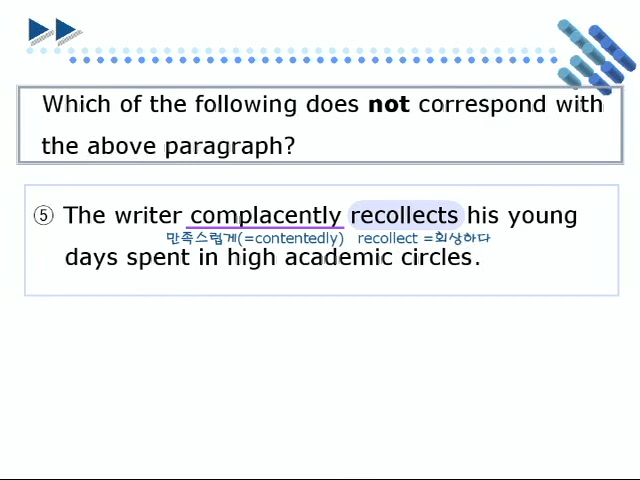 Which of the following does not correspond with
the above paragraph?
⑤ The writer complacently recollects his young
만족스럽게(=contentedly) recollect =회상하다
days spent in high academic circles.